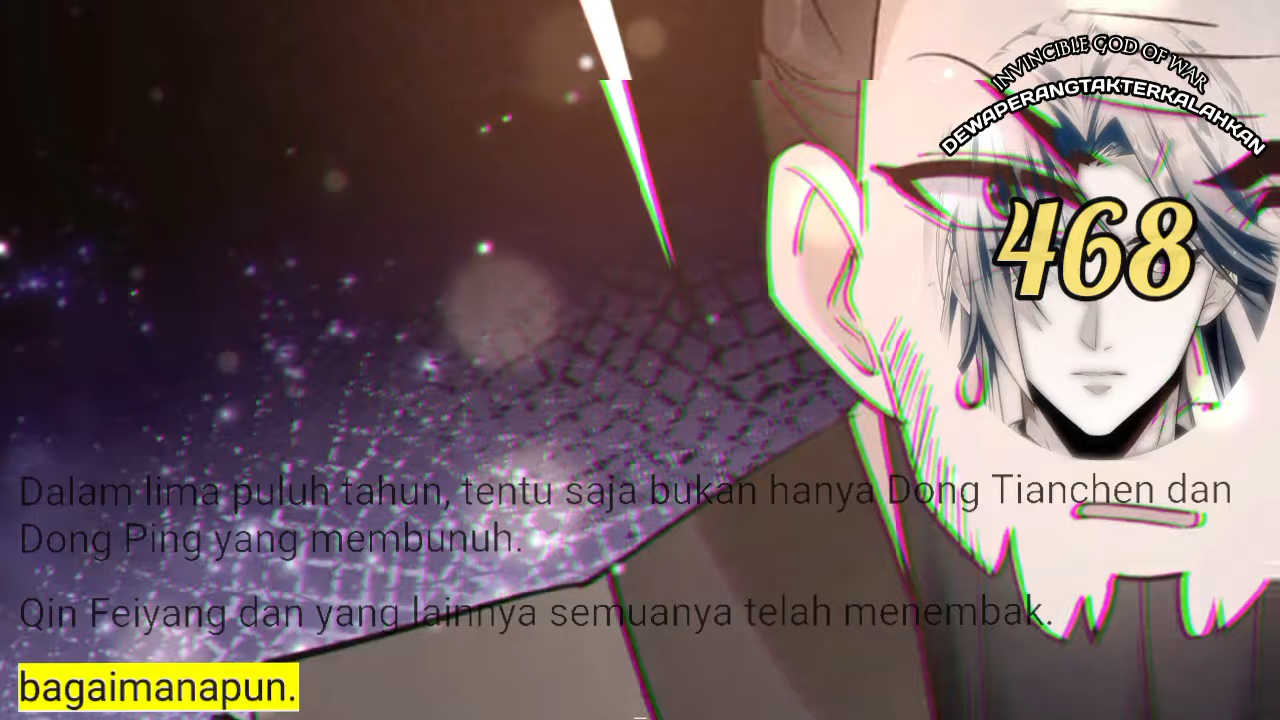 INVINCIBLE GOD OF WAR
DEWAPERANGTAKTERKALAHKAN
468
Dalam lima puluh tahun, tentu saja bukan hanya Dong Tianchen dan
Dong Ping yang membunuh.
Qin Feiyang dan yang lainnya semuanya telah menembak.
bagaimanapun.